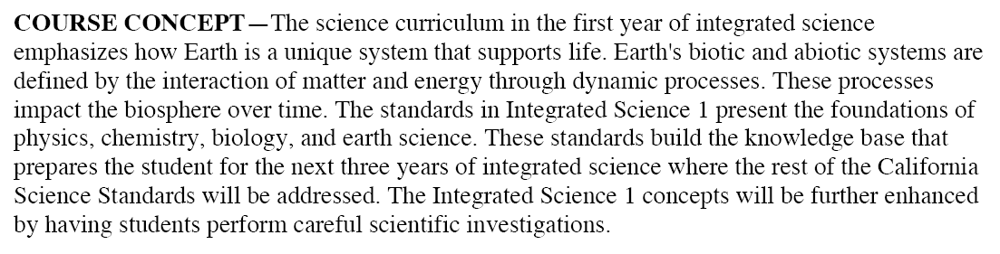 COURSE CONCEPT—The science curriculum in the first year of integrated science
emphasizes how Earth is a unique system that supports life. Earth's biotic and abiotic systems are
defined by the interaction of matter and energy through dynamic processes. These processes
impact the biosphere over time. The standards in Integrated Science 1 present the foundations of
physics, chemistry, biology, and earth science. These standards build the knowledge base that
prepares the student for the next three years of integrated science where the rest of the California
Science Standards will be addressed. The Integrated Science 1 concepts will be further enhanced
by having students perform careful scientific investigations.